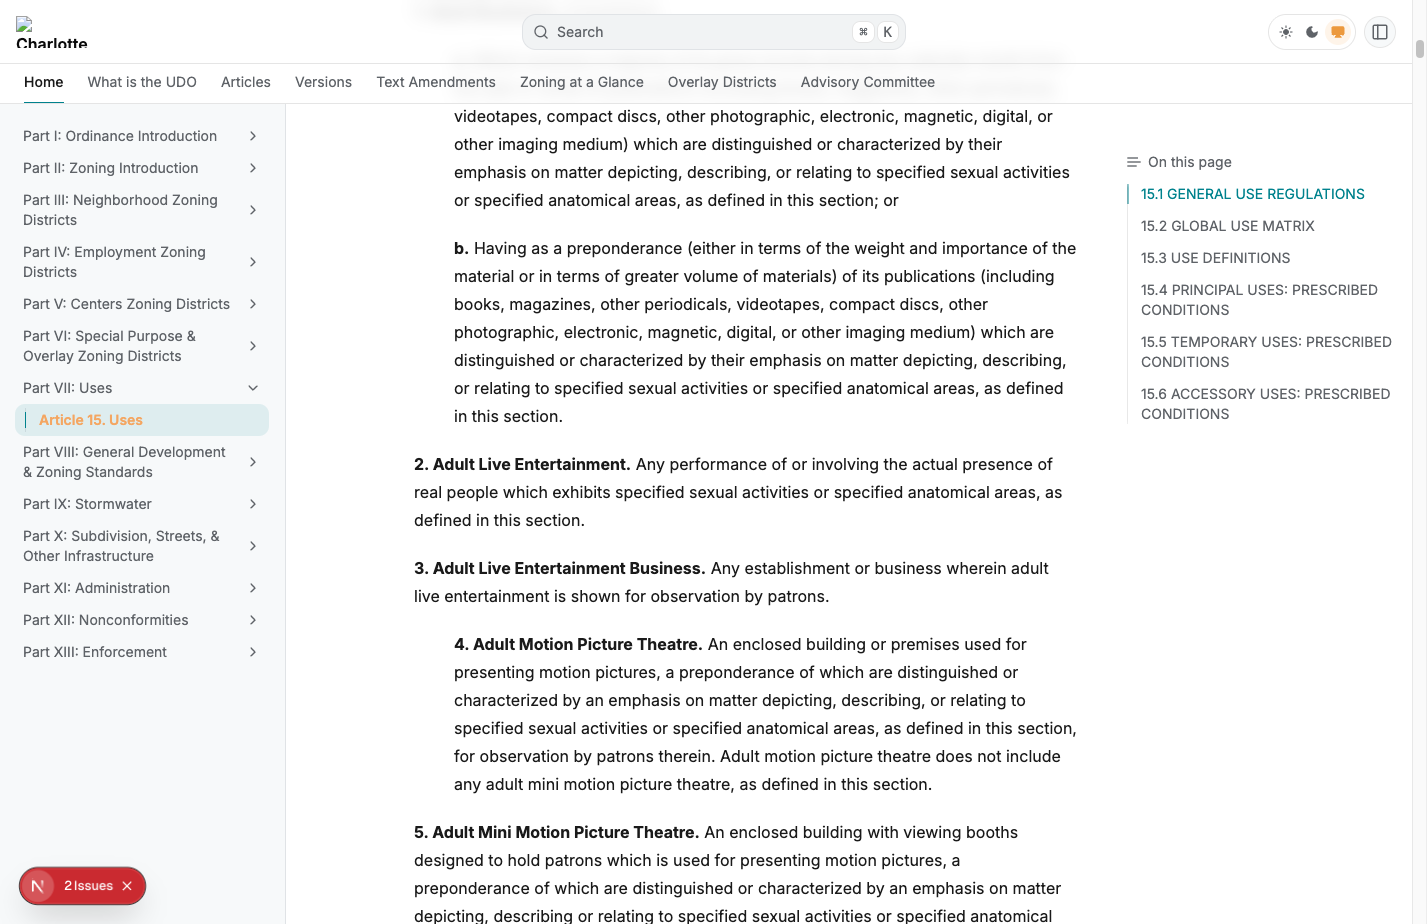 Charlotte
Search
⌘ K
Home
What is the UDO
Articles
Versions
Text Amendments
Zoning at a Glance
Overlay Districts
Advisory Committee
Part I: Ordinance Introduction
Part II: Zoning Introduction
Part III: Neighborhood Zoning
Districts
Part IV: Employment Zoning
Districts
Part V: Centers Zoning Districts
Part VI: Special Purpose &
Overlay Zoning Districts
Part VII: Uses
Article 15. Uses
Part VIII: General Development
& Zoning Standards
Part IX: Stormwater
Part X: Subdivision, Streets, &
Other Infrastructure
Part XI: Administration
Part XII: Nonconformities
Part XIII: Enforcement
N 2 Issues
videotapes, compact discs, other photographic, electronic, magnetic, digital, or
other imaging medium) which are distinguished or characterized by their
emphasis on matter depicting, describing, or relating to specified sexual activities
or specified anatomical areas, as defined in this section; or
b. Having as a preponderance (either in terms of the weight and importance of the
material or in terms of greater volume of materials) of its publications (including
books, magazines, other periodicals, videotapes, compact discs, other
photographic, electronic, magnetic, digital, or other imaging medium) which are
distinguished or characterized by their emphasis on matter depicting, describing,
or relating to specified sexual activities or specified anatomical areas, as defined
in this section.
2. Adult Live Entertainment. Any performance of or involving the actual presence of
real people which exhibits specified sexual activities or specified anatomical areas, as
defined in this section.
3. Adult Live Entertainment Business. Any establishment or business wherein adult
live entertainment is shown for observation by patrons.
4. Adult Motion Picture Theatre. An enclosed building or premises used for
presenting motion pictures, a preponderance of which are distinguished or
characterized by an emphasis on matter depicting, describing, or relating to
specified sexual activities or specified anatomical areas, as defined in this section,
for observation by patrons therein. Adult motion picture theatre does not include
any adult mini motion picture theatre, as defined in this section.
5. Adult Mini Motion Picture Theatre. An enclosed building with viewing booths
designed to hold patrons which is used for presenting motion pictures, a
preponderance of which are distinguished or characterized by an emphasis on matter
depicting, describing or relating to specified sexual activities or specified anatomical
On this page
15.1 GENERAL USE REGULATIONS
15.2 GLOBAL USE MATRIX
15.3 USE DEFINITIONS
15.4 PRINCIPAL USES: PRESCRIBED
CONDITIONS
15.5 TEMPORARY USES: PRESCRIBED
CONDITIONS
15.6 ACCESSORY USES: PRESCRIBED
CONDITIONS